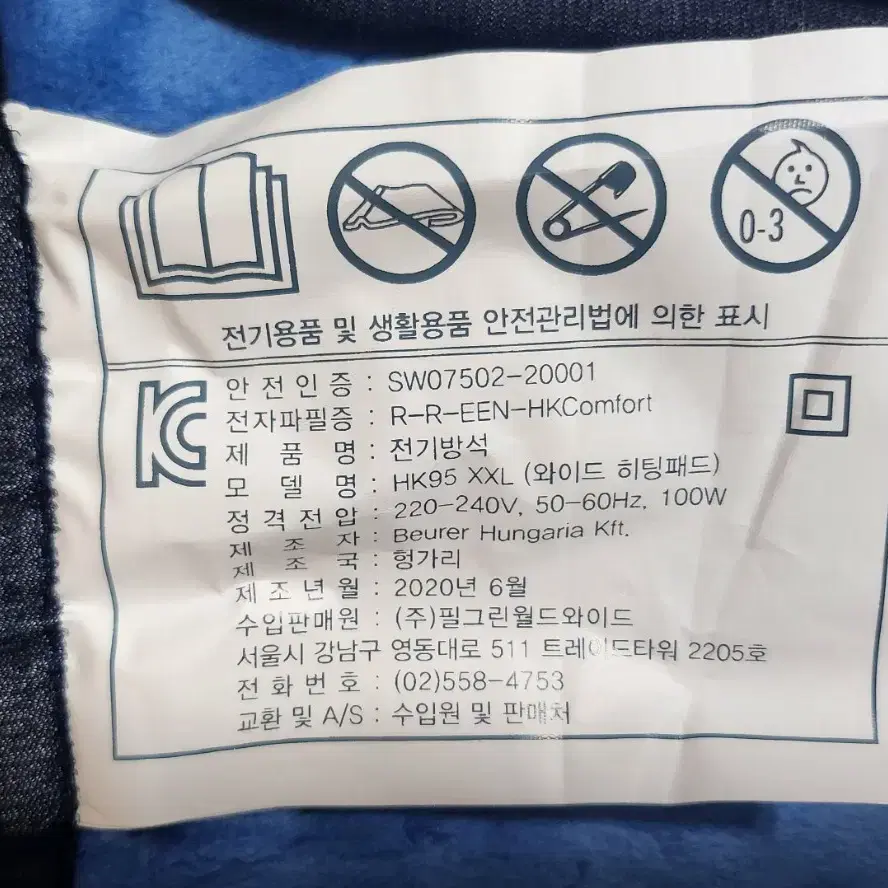 0-3
전기용품 및 생활용품 안전관리법에 의한 표시
안전인증 : SW07502-20001
전자파필증 : R-R-EEN-HKComfort
제품명 : 전기방석
모델명 : HK95 XXL (와이드 히팅패드)
정격전압 : 220-240V, 50-60Hz, 100W
제조자 : Beurer Hungaria Kft.
제조국 : 헝가리
제조년월 : 2020년 6월
수입판매원 : (주)필그린월드와이드
서울시 강남구 영동대로 511 트레이드타워 2205호
전화번호 : (02)558-4753
교환 및 A/S : 수입원 및 판매처